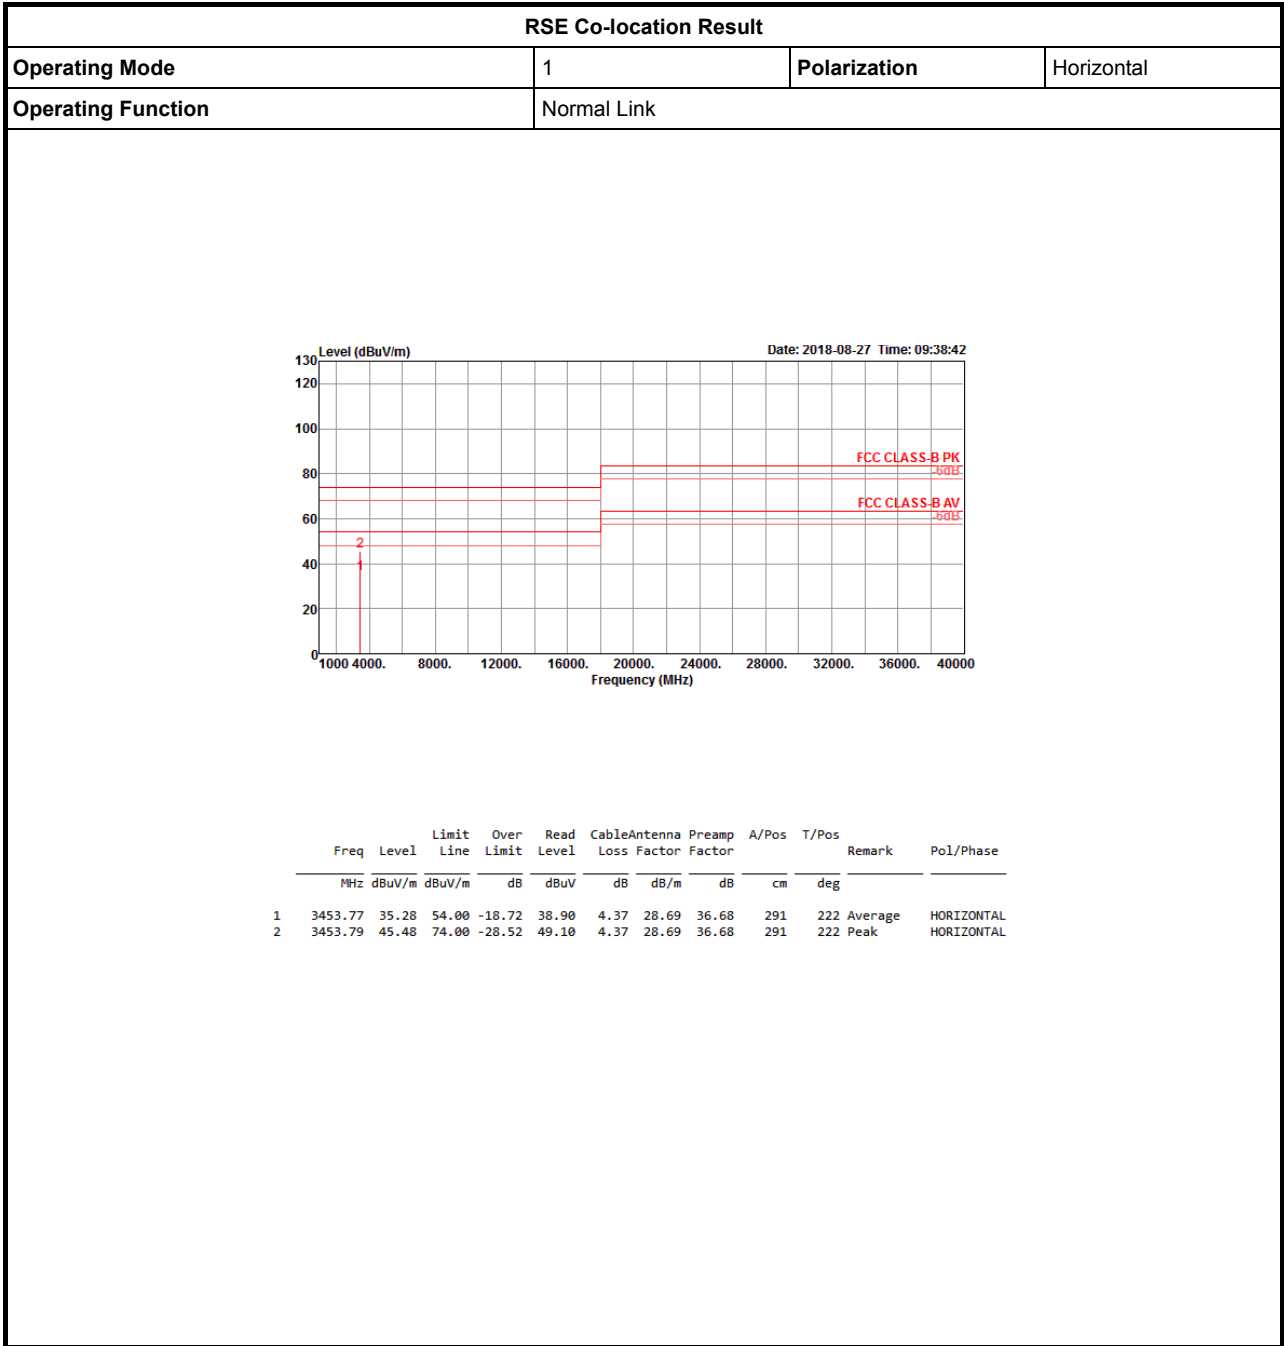 RSE Co-location Result
Operating Mode 1 Polarization Horizontal
Operating Function Normal Link
Level (dBuV/m) Date: 2018-08-27 Time: 09:38:42
130
120
100
FCC CLASS-B PK
-6dB
80
FCC CLASS-B AV
-6dB
60
2
40
1
20
0
1000 4000. 8000. 12000. 16000. 20000. 24000. 28000. 32000. 36000. 40000
Frequency (MHz)
Limit Over Read CableAntenna Preamp A/Pos T/Pos
Freq Level Line Limit Level Loss Factor Factor Remark Pol/Phase
MHz dBuV/m dBuV/m dB dBuV dB dB/m dB cm deg
1 3453.77 35.28 54.00 -18.72 38.90 4.37 28.69 36.68 291 222 Average HORIZONTAL
2 3453.79 45.48 74.00 -28.52 49.10 4.37 28.69 36.68 291 222 Peak HORIZONTAL